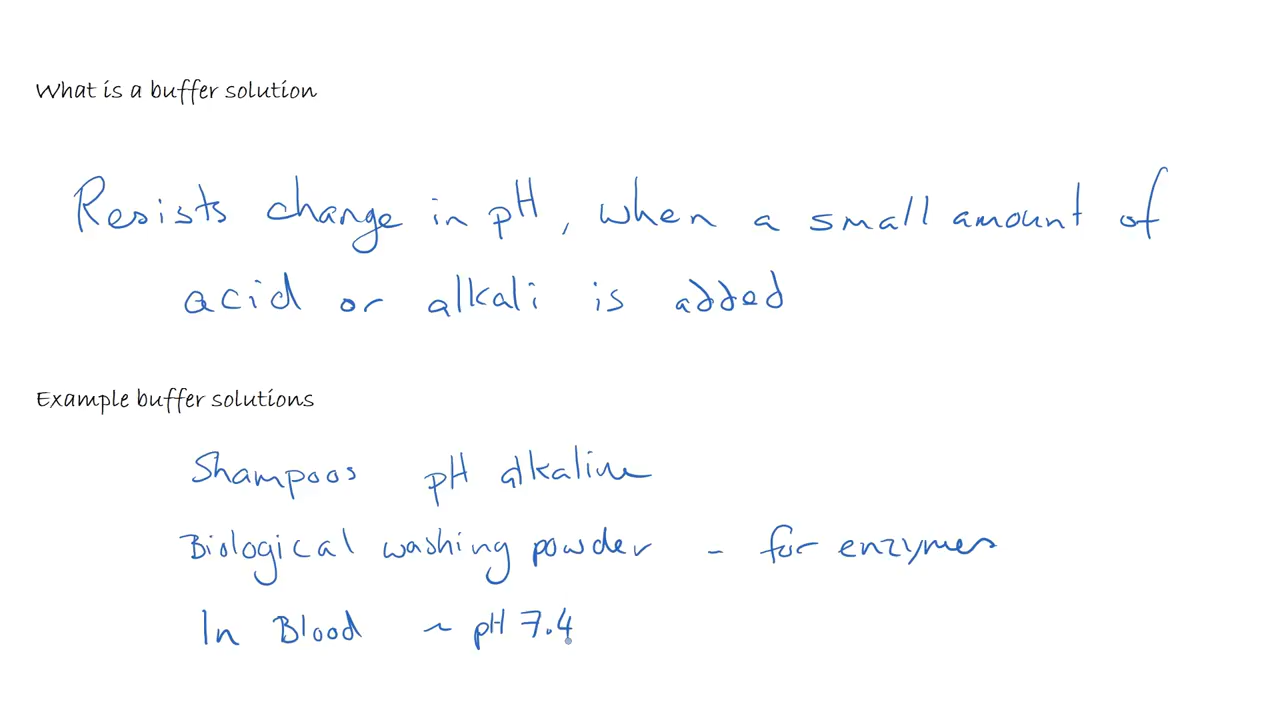 What is a buffer solution
Resists change in pH, when a small amount of
acid or alkali is added
Example buffer solutions
Shampoos pH alkaline
Biological washing powder - for enzymes
In Blood ~ pH 7.4